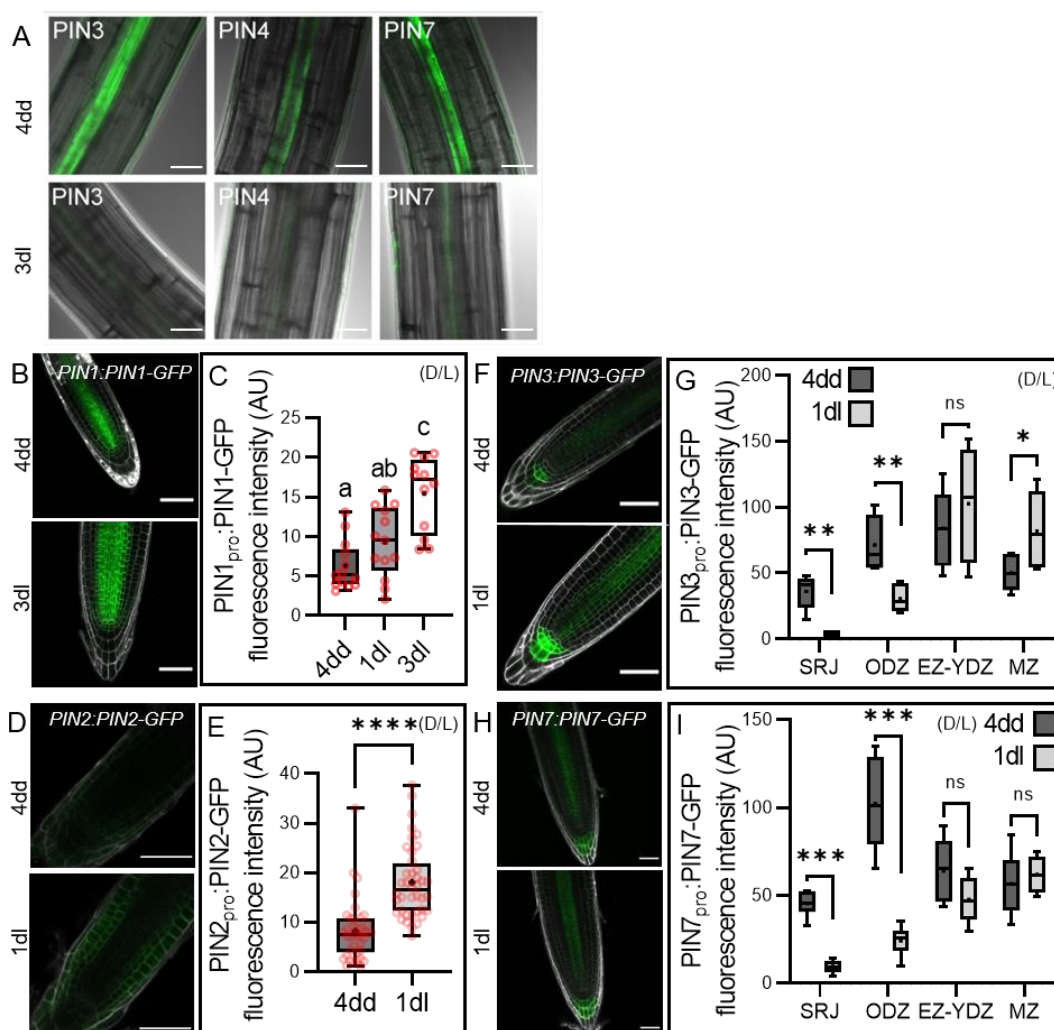 A
PIN3
PIN4
PIN7
4dd
PIN3
PIN4
PIN7
3dl
B
PIN1:PIN1-GFP
4dd
3dl
C
(D/L)
PIN1pro:PIN1-GFP
fluorescence intensity (AU)
25
20
15
10
5
0
a
ab
c
4dd
1dl
3dl
D
PIN2:PIN2-GFP
4dd
1dl
E
****
(D/L)
PIN2pro:PIN2-GFP
fluorescence intensity (AU)
40
30
20
10
0
4dd
1dl
F
PIN3:PIN3-GFP
4dd
1dl
G
4dd
1dl
(D/L)
PIN3pro:PIN3-GFP
fluorescence intensity (AU)
200
150
100
50
0
**
**
ns
*
SRJ
ODZ
EZ-YDZ
MZ
H
PIN7:PIN7-GFP
4dd
1dl
I
(D/L)
4dd
1dl
PIN7pro:PIN7-GFP
fluorescence intensity (AU)
150
100
50
0
***
***
ns
ns
SRJ
ODZ
EZ-YDZ
MZ